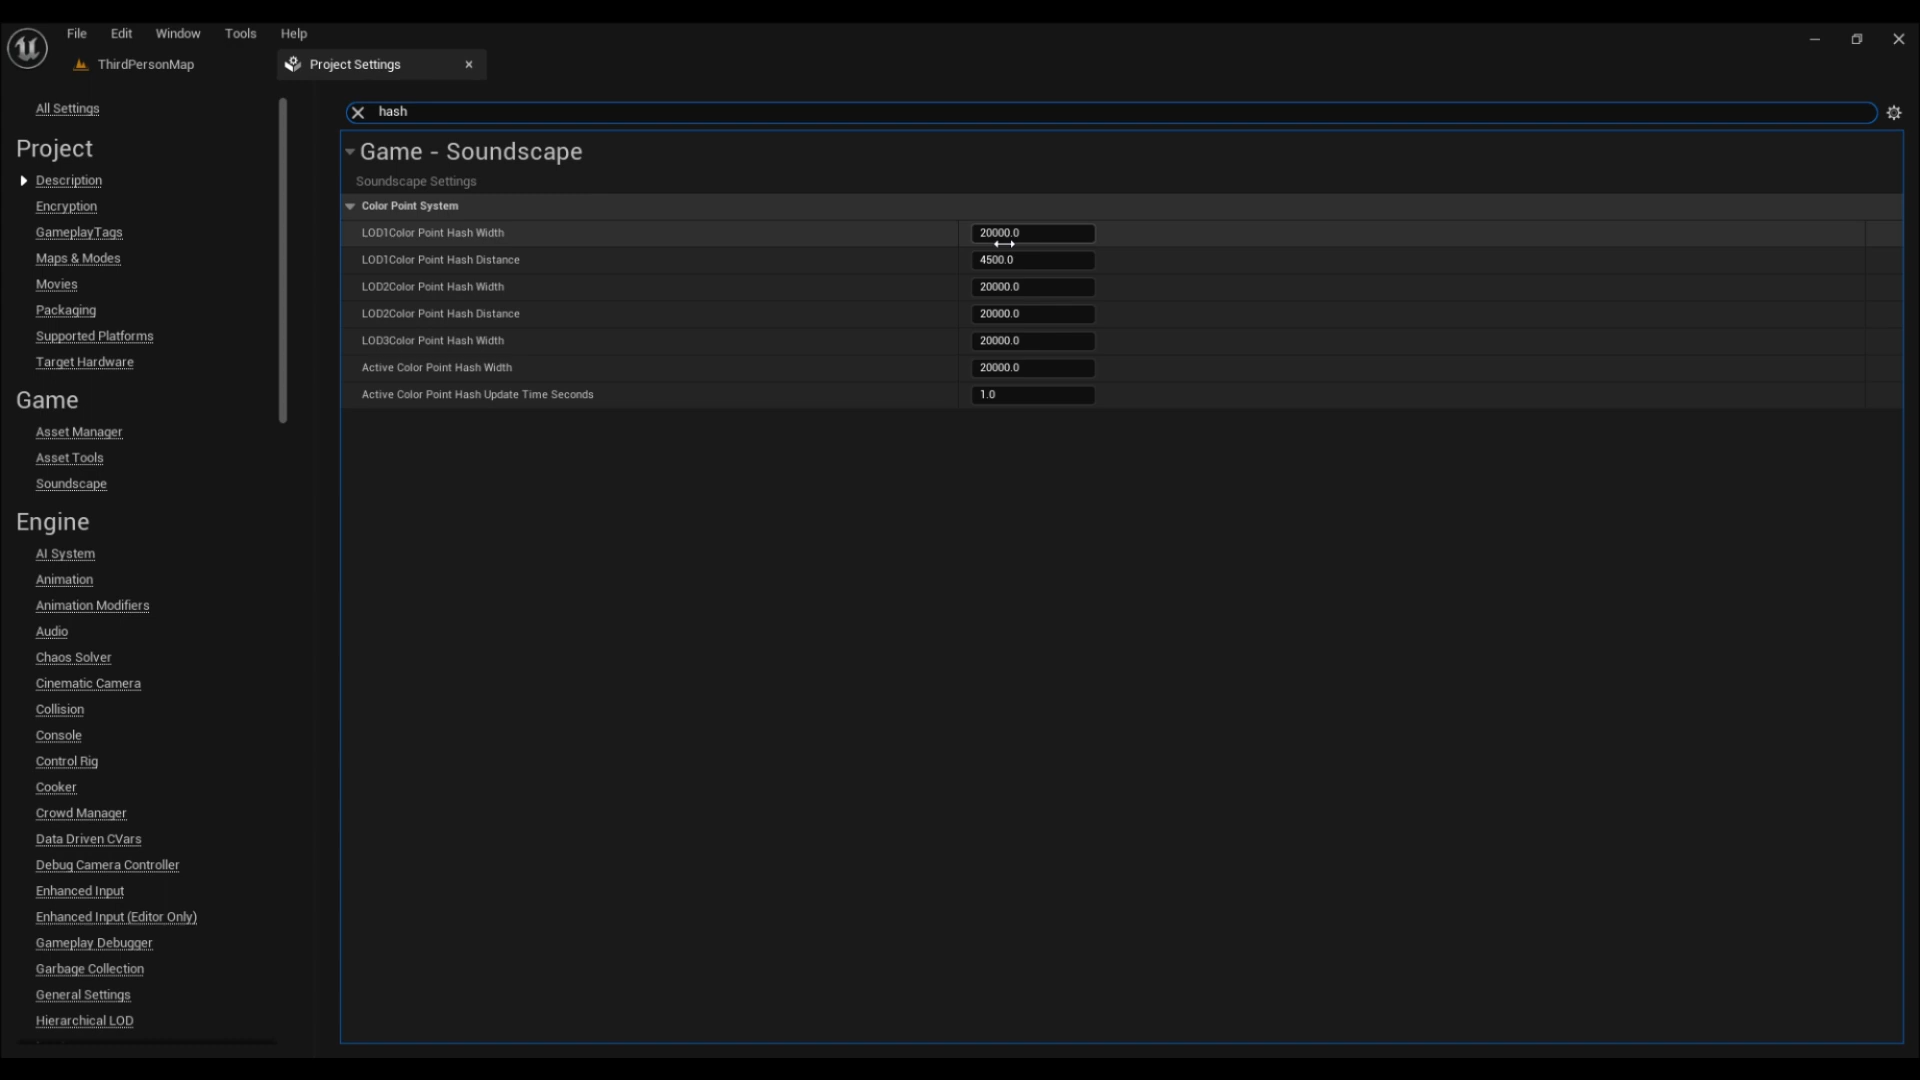 File Edit Window Tools Help
ThirdPersonMap
Project Settings
All Settings
Project
Description
Encryption
GameplayTags
Maps & Modes
Movies
Packaging
Supported Platforms
Target Hardware
Game
Asset Manager
Asset Tools
Soundscape
Engine
AI System
Animation
Animation Modifiers
Audio
Chaos Solver
Cinematic Camera
Collision
Console
Control Rig
Cooker
Crowd Manager
Data Driven CVars
Debug Camera Controller
Enhanced Input
Enhanced Input (Editor Only)
Gameplay Debugger
Garbage Collection
General Settings
Hierarchical LOD
hash
Game - Soundscape
Soundscape Settings
Color Point System
LOD1Color Point Hash Width 20000.0
LOD1Color Point Hash Distance 4500.0
LOD2Color Point Hash Width 20000.0
LOD2Color Point Hash Distance 20000.0
LOD3Color Point Hash Width 20000.0
Active Color Point Hash Width 20000.0
Active Color Point Hash Update Time Seconds 1.0